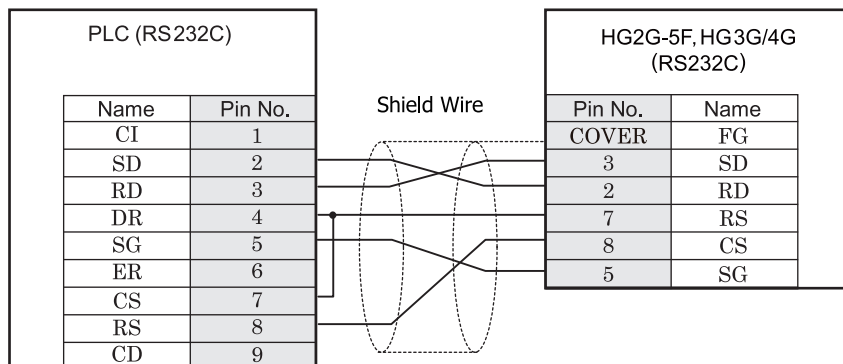 PLC (RS232C)
HG2G-5F, HG3G/4G
(RS232C)
Shield Wire
Name Pin No.
CI 1
SD 2
RD 3
DR 4
SG 5
ER 6
CS 7
RS 8
CD 9
Pin No. Name
COVER FG
3 SD
2 RD
7 RS
8 CS
5 SG